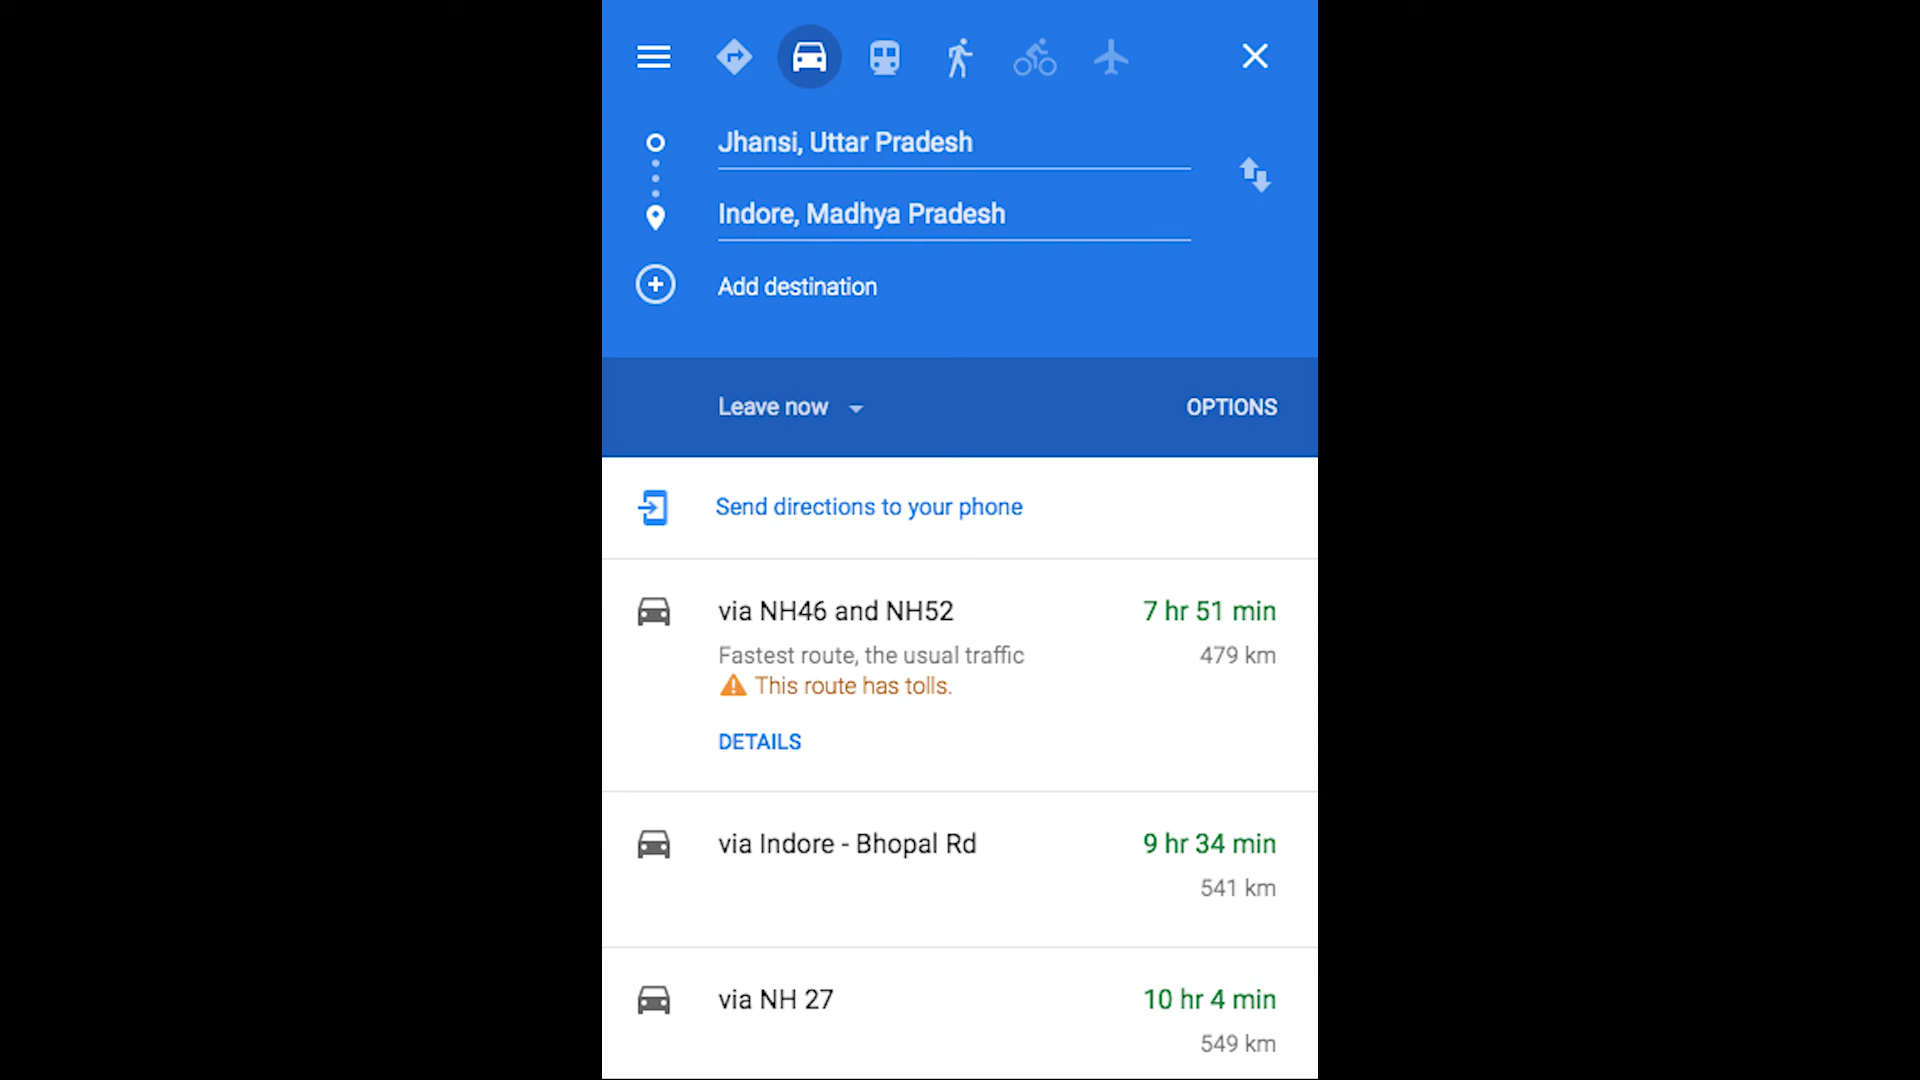 Jhansi, Uttar Pradesh
Indore, Madhya Pradesh
Add destination
Leave now
OPTIONS
Send directions to your phone
via NH46 and NH52
7 hr 51 min
Fastest route, the usual traffic
479 km
This route has tolls.
DETAILS
via Indore - Bhopal Rd
9 hr 34 min
541 km
via NH 27
10 hr 4 min
549 km